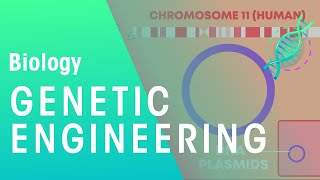 CHROMOSOME 11 (HUMAN)
Biology
GENETIC
ENGINEERING
PLASMIDS